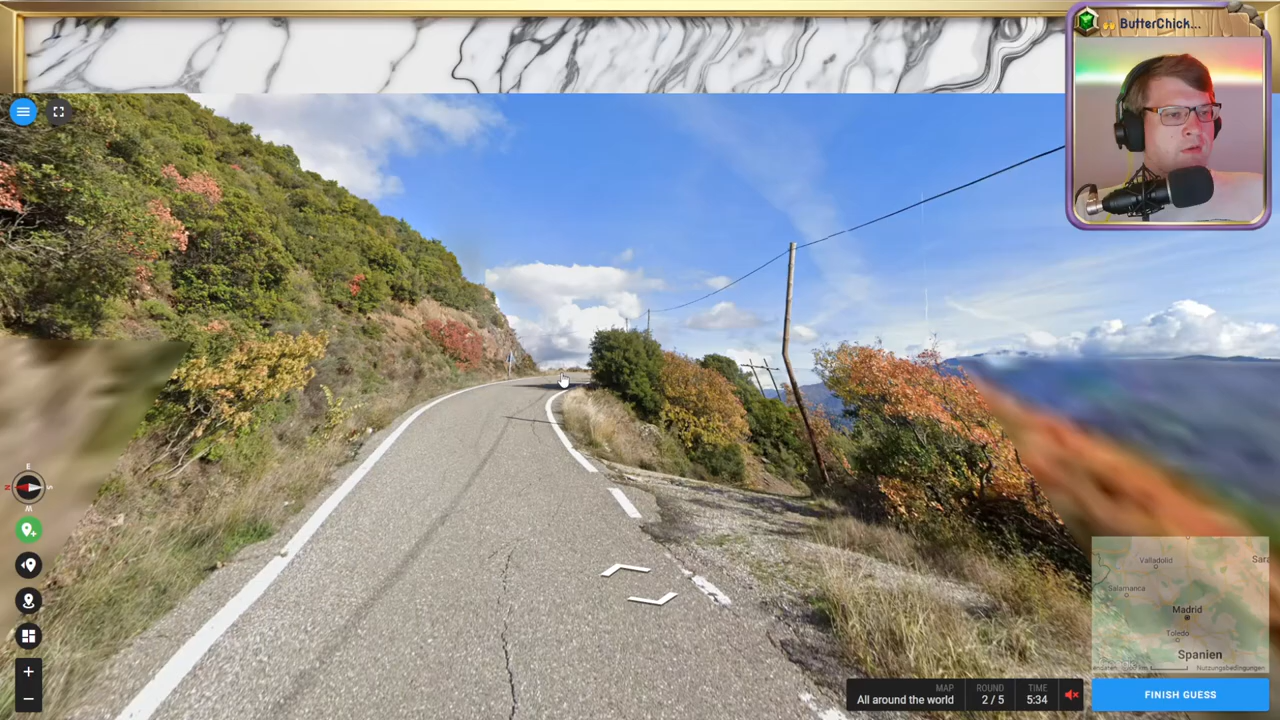 ButterChick...
E
N
S
W
Valladolid
Sara
Salamanca
Madrid
Toledo
Spanien
Nutzungsbedingungen
MAP
All around the world
ROUND
2 / 5
TIME
5:34
FINISH GUESS